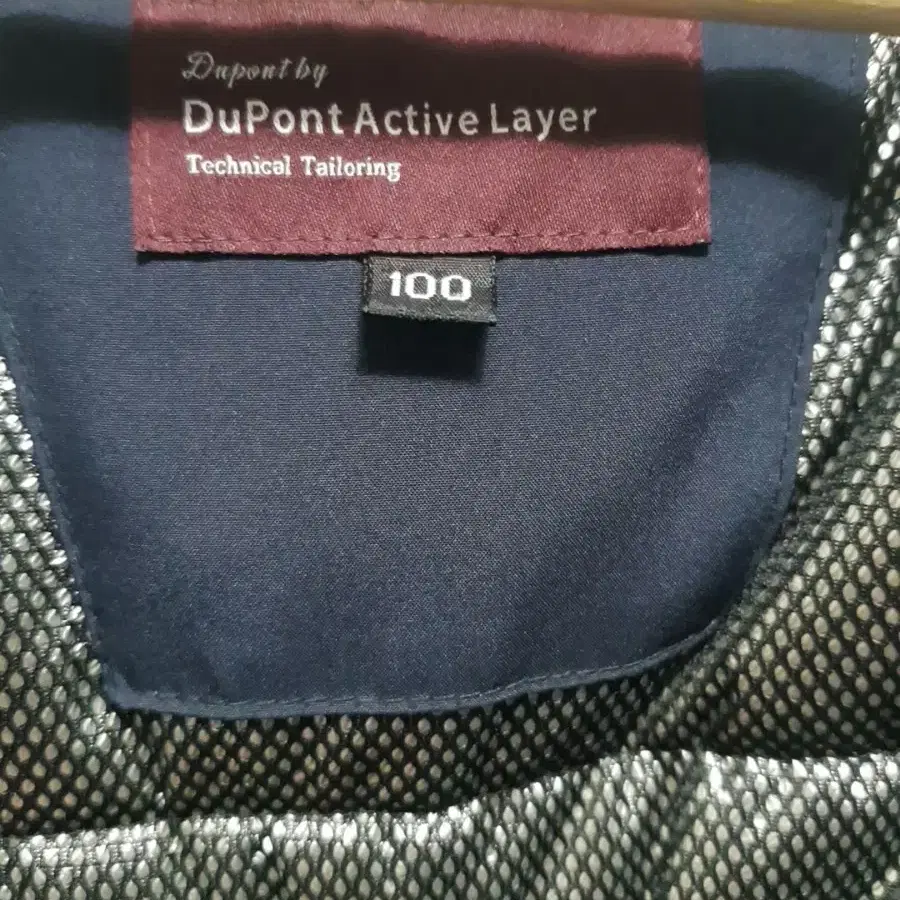 Dupont by
DuPont Active Layer
Technical Tailoring
100